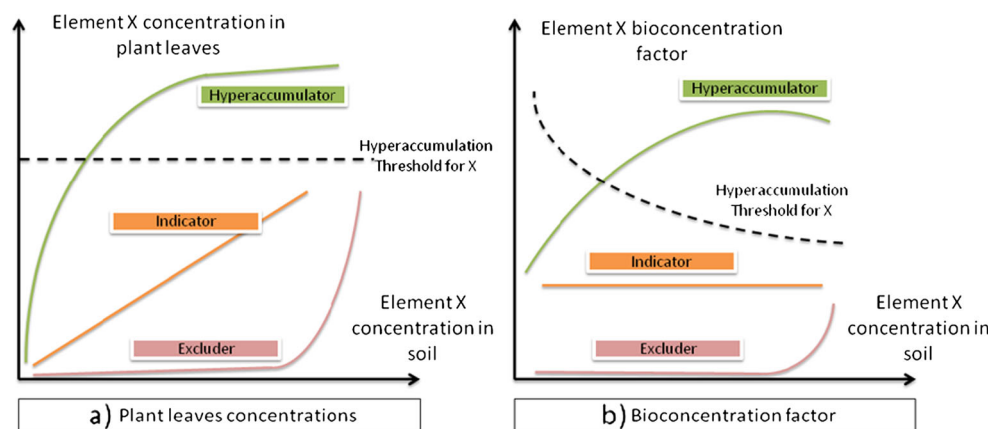 Element X concentration in
plant leaves
Hyperaccumulator
Hyperaccumulation
Threshold for X
Indicator
Element X
concentration in
soil
Excluder
a) Plant leaves concentrations
Element X bioconcentration
factor
Hyperaccumulator
Hyperaccumulation
Threshold for X
Indicator
Element X
concentration in
soil
Excluder
b) Bioconcentration factor